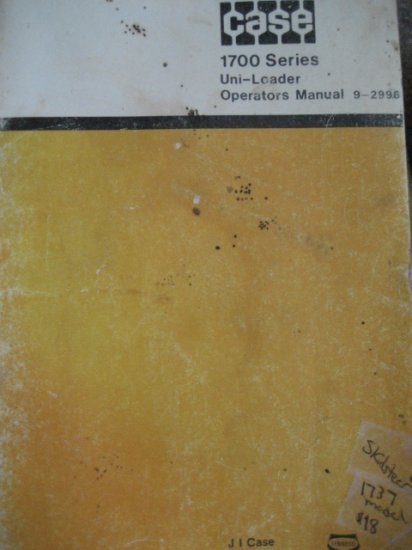 case
1700 Series
Uni-Loader
Operators Manual 9-2996
Skidsteer
1737
model
$18
J I Case